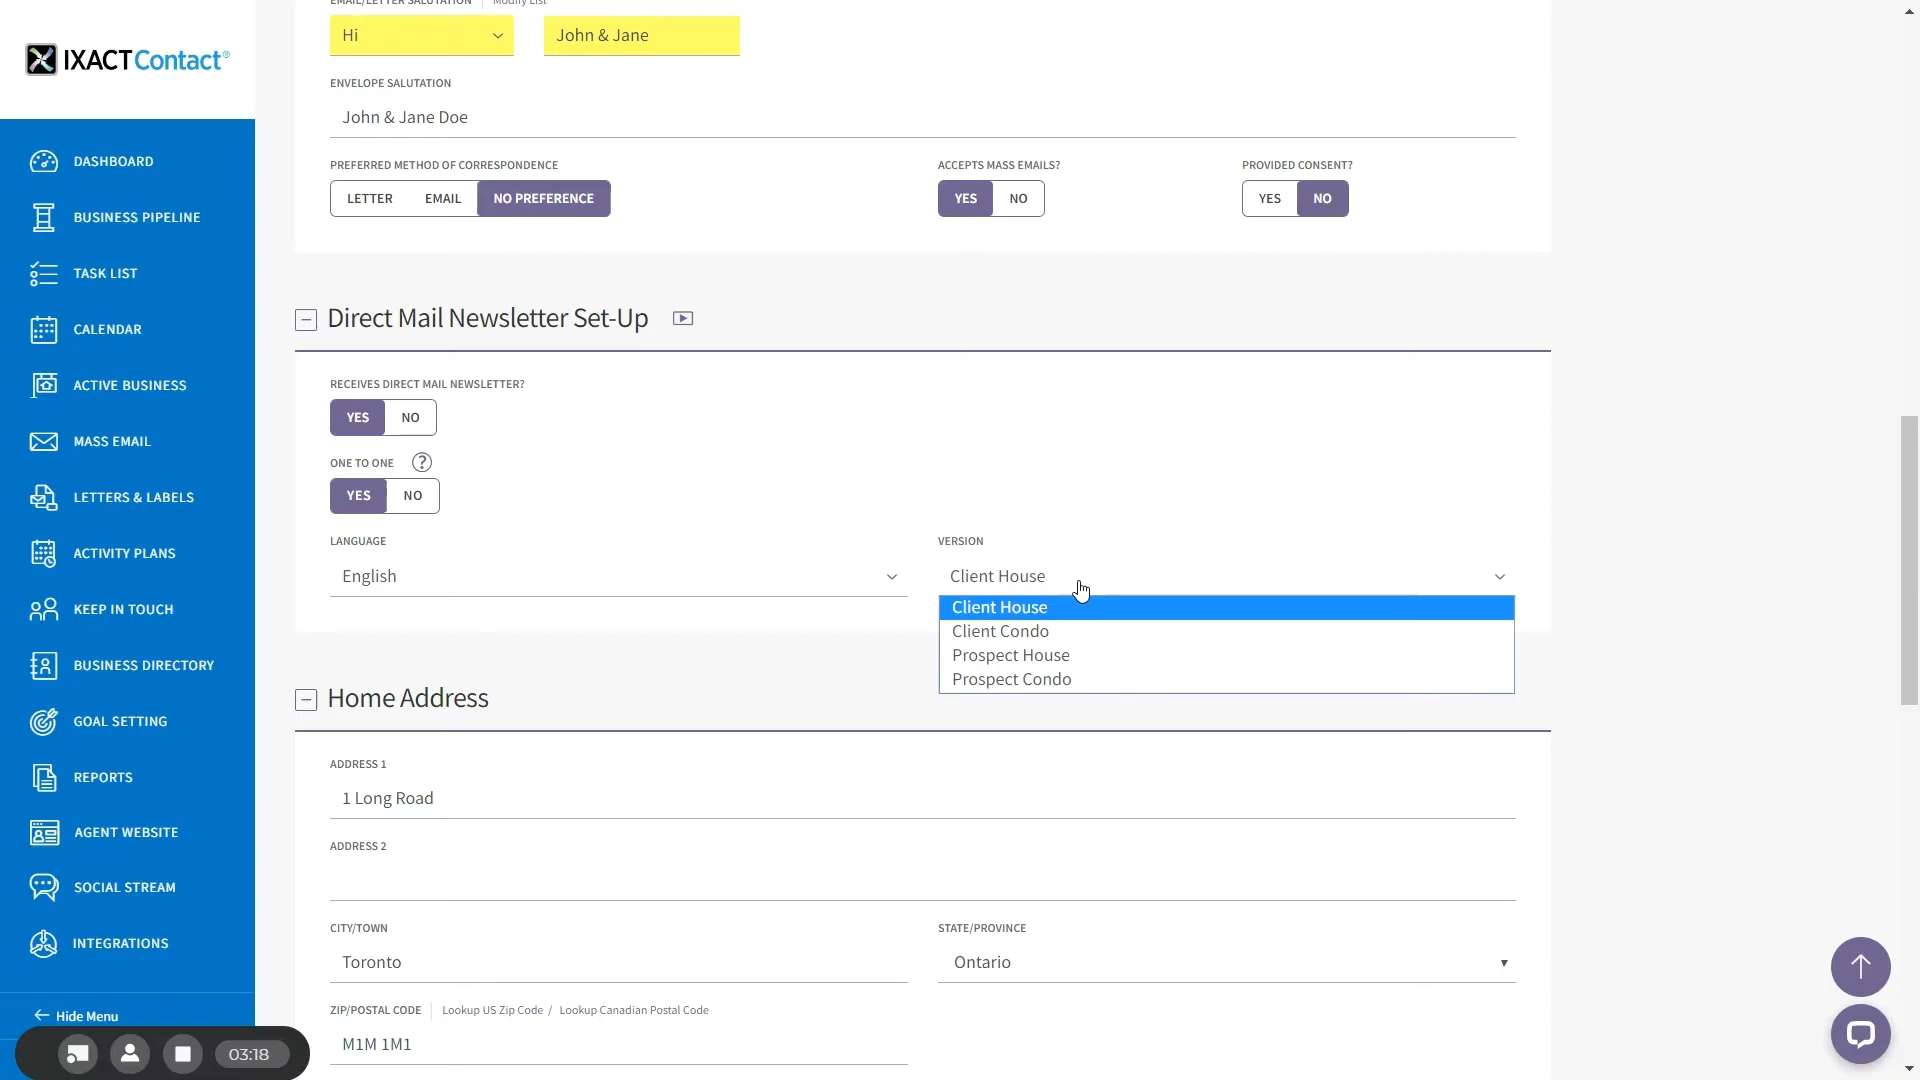 EMAIL/LETTER SALUTATION Modify List
Hi John & Jane
ENVELOPE SALUTATION
John & Jane Doe
PREFERRED METHOD OF CORRESPONDENCE ACCEPTS MASS EMAILS? PROVIDED CONSENT?
LETTER EMAIL NO PREFERENCE YES NO YES NO
Direct Mail Newsletter Set-Up
RECEIVES DIRECT MAIL NEWSLETTER?
YES NO
ONE TO ONE ?
YES NO
LANGUAGE VERSION
English Client House
Client House
Client Condo
Prospect House
Prospect Condo
Home Address
ADDRESS 1
1 Long Road
ADDRESS 2
CITY/TOWN STATE/PROVINCE
Toronto Ontario
ZIP/POSTAL CODE Lookup US Zip Code / Lookup Canadian Postal Code
M1M 1M1
IXACTContact®
DASHBOARD
BUSINESS PIPELINE
TASK LIST
CALENDAR
ACTIVE BUSINESS
MASS EMAIL
LETTERS & LABELS
ACTIVITY PLANS
KEEP IN TOUCH
BUSINESS DIRECTORY
GOAL SETTING
REPORTS
AGENT WEBSITE
SOCIAL STREAM
INTEGRATIONS
Hide Menu
03:18